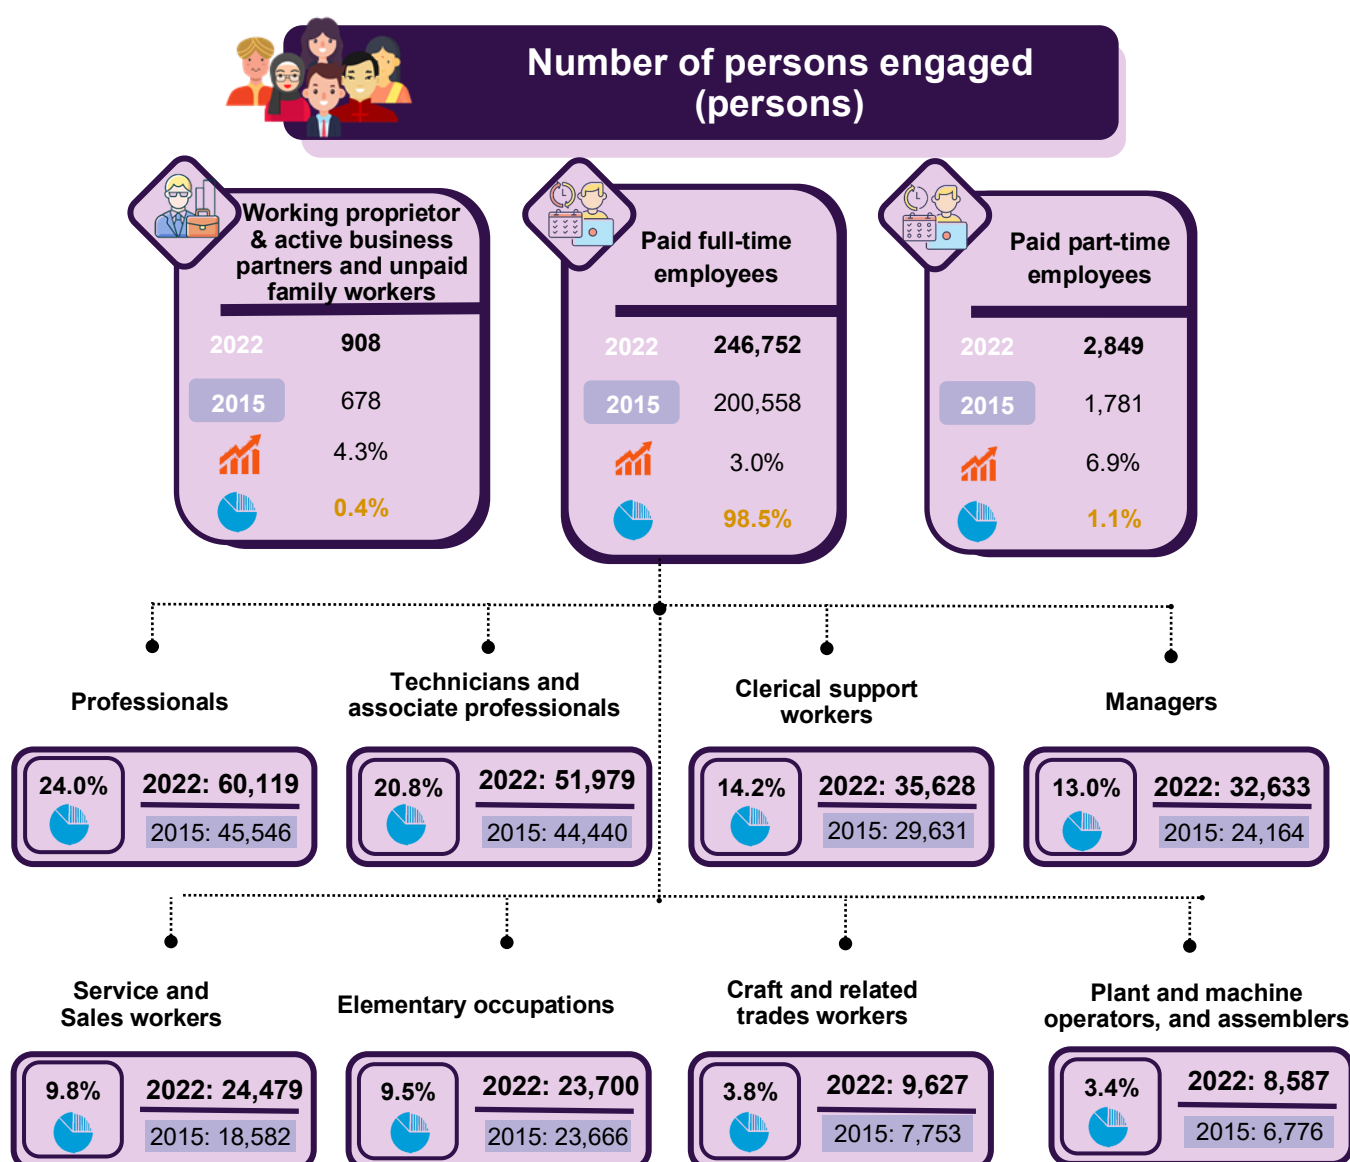 Number of persons engaged
(persons)
Working proprietor
& active business
partners and unpaid
family workers
2022 908
2015 678
4.3%
0.4%
Paid full-time
employees
2022 246,752
2015 200,558
3.0%
98.5%
Paid part-time
employees
2022 2,849
2015 1,781
6.9%
1.1%
Professionals
24.0%
2022: 60,119
2015: 45,546
Technicians and
associate professionals
20.8%
2022: 51,979
2015: 44,440
Clerical support
workers
14.2%
2022: 35,628
2015: 29,631
Managers
13.0%
2022: 32,633
2015: 24,164
Service and
Sales workers
9.8%
2022: 24,479
2015: 18,582
Elementary occupations
9.5%
2022: 23,700
2015: 23,666
Craft and related
trades workers
3.8%
2022: 9,627
2015: 7,753
Plant and machine
operators, and assemblers
3.4%
2022: 8,587
2015: 6,776